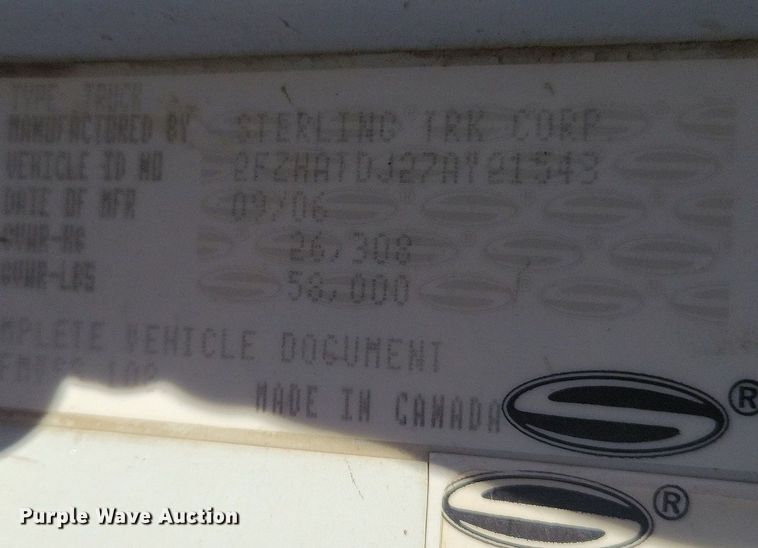 TYPE TRUCK
MANUFACTURED BY STERLING TRK CORP.
VEHICLE ID NO 2FZHATDJ27AY21543
DATE OF MFR 09/06
GVWR-KG 26,308
GVWR-LBS 58,000
MPLETE VEHICLE DOCUMENT
MADE IN CANADA
®
®
Purple Wave Auction